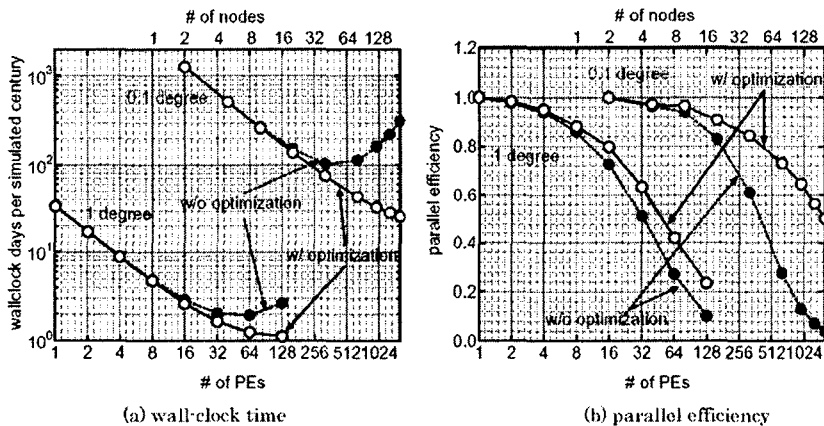 # of nodes
1 2 4 8 16 32 64 128
10³
10²
10¹
10⁰
wallclock days per simulated century
0.1 degree
1 degree
w/o optimization
w/ optimization
1 2 4 8 16 32 64 128 256 512 1024
# of PEs
(a) wall-clock time
# of nodes
1 2 4 8 16 32 64 128
1.2
1.0
0.8
0.6
0.4
0.2
0.0
parallel efficiency
0.1 degree
w/ optimization
1 degree
w/o optimization
1 2 4 8 16 32 64 128 256 512 1024
# of PEs
(b) parallel efficiency